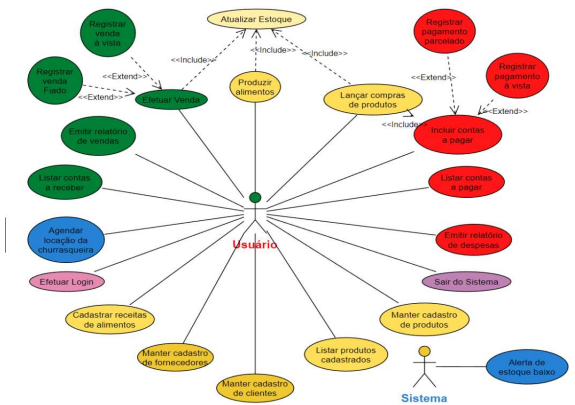 Registrar
venda
à vista
Atualizar Estoque
Registrar
pagamento
parcelado
Registrar
pagamento
à vista
<<Include>>
<<Include>>
<<Include>>
Registrar
venda
Fiado
<<Extend>>
<<Extend>>
Efetuar Venda
Produzir
alimentos
Lançar compras
de produtos
<<Extend>>
<<Extend>>
<<Include>>
Incluir contas
a pagar
Emitir relatório
de vendas
Listar contas
a receber
Listar contas
a pagar
Agendar
locação da
churrasqueira
Usuário
Emitir relatório
de despesas
Efetuar Login
Sair do Sistema
Cadastrar receitas
de alimentos
Manter cadastro
de produtos
Manter cadastro
de fornecedores
Listar produtos
cadastrados
Manter cadastro
de clientes
Sistema
Alerta de
estoque baixo